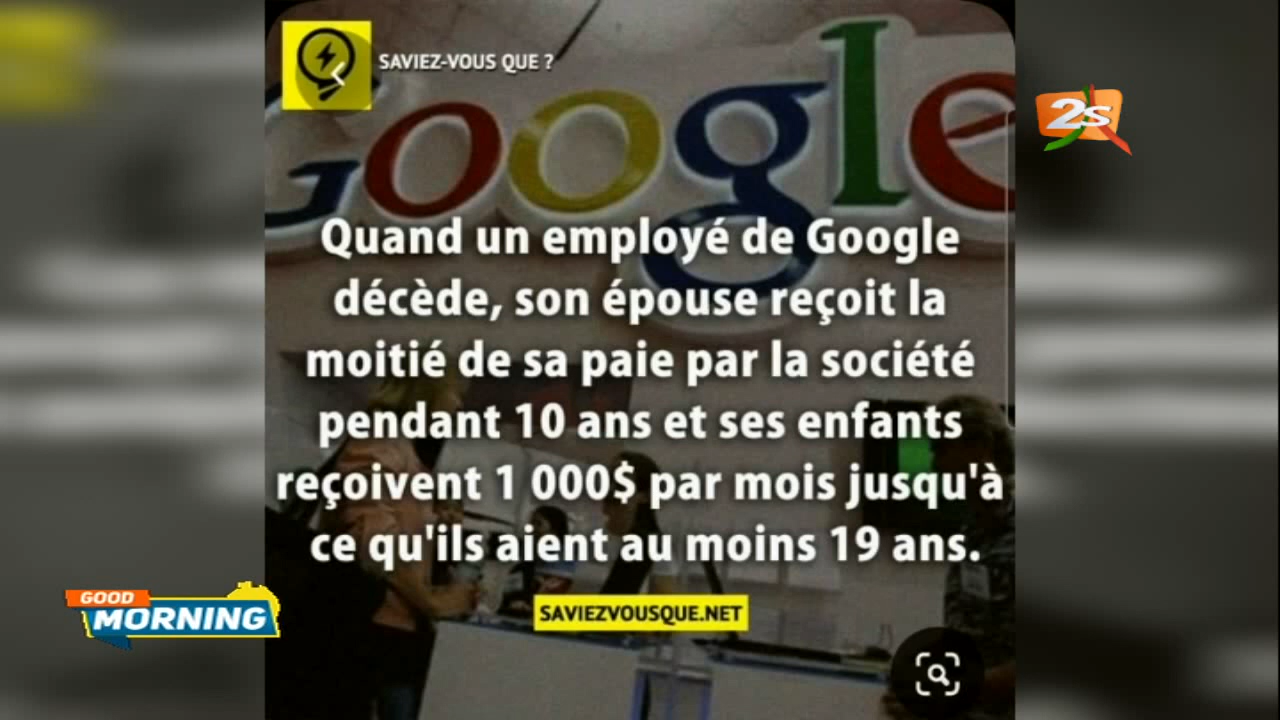 SAVIEZ-VOUS QUE ?
Google
2s
Quand un employé de Google
décède, son épouse reçoit la
moitié de sa paie par la société
pendant 10 ans et ses enfants
reçoivent 1 000$ par mois jusqu'à
ce qu'ils aient au moins 19 ans.
SAVIEZVOUSQUE.NET
GOOD
MORNING